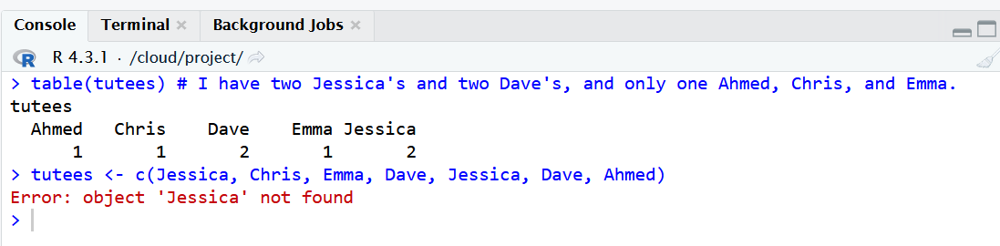 Console Terminal Background Jobs
R 4.3.1 · /cloud/project/
> table(tutees) # I have two Jessica's and two Dave's, and only one Ahmed, Chris, and Emma.
tutees
  Ahmed   Chris    Dave    Emma Jessica
      1       1       2       1       2
> tutees <- c(Jessica, Chris, Emma, Dave, Jessica, Dave, Ahmed)
Error: object 'Jessica' not found
>